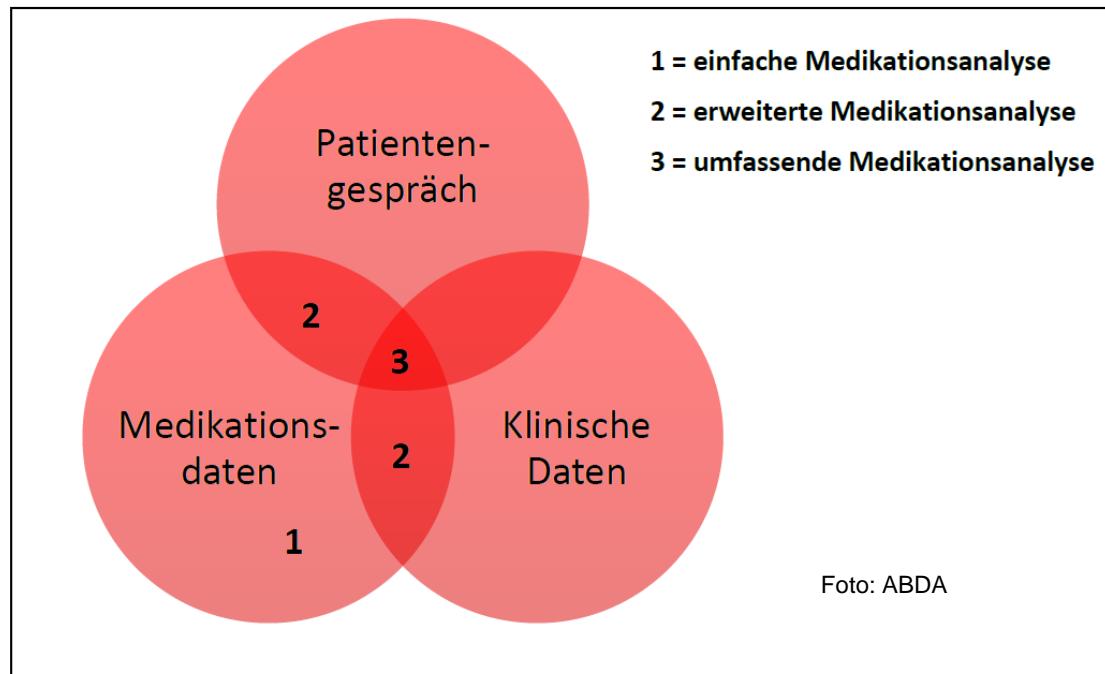 1 = einfache Medikationsanalyse
2 = erweiterte Medikationsanalyse
3 = umfassende Medikationsanalyse
Patienten-
gespräch
2
3
Medikations-
daten
2
Klinische
Daten
1
Foto: ABDA